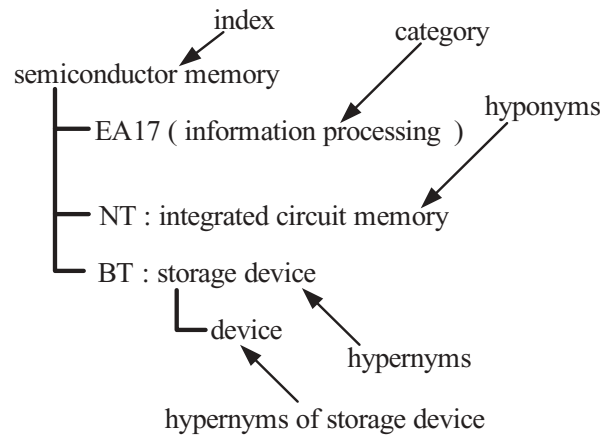 index
category
semiconductor memory
hyponyms
EA17 ( information processing )
NT : integrated circuit memory
BT : storage device
device
hypernyms
hypernyms of storage device